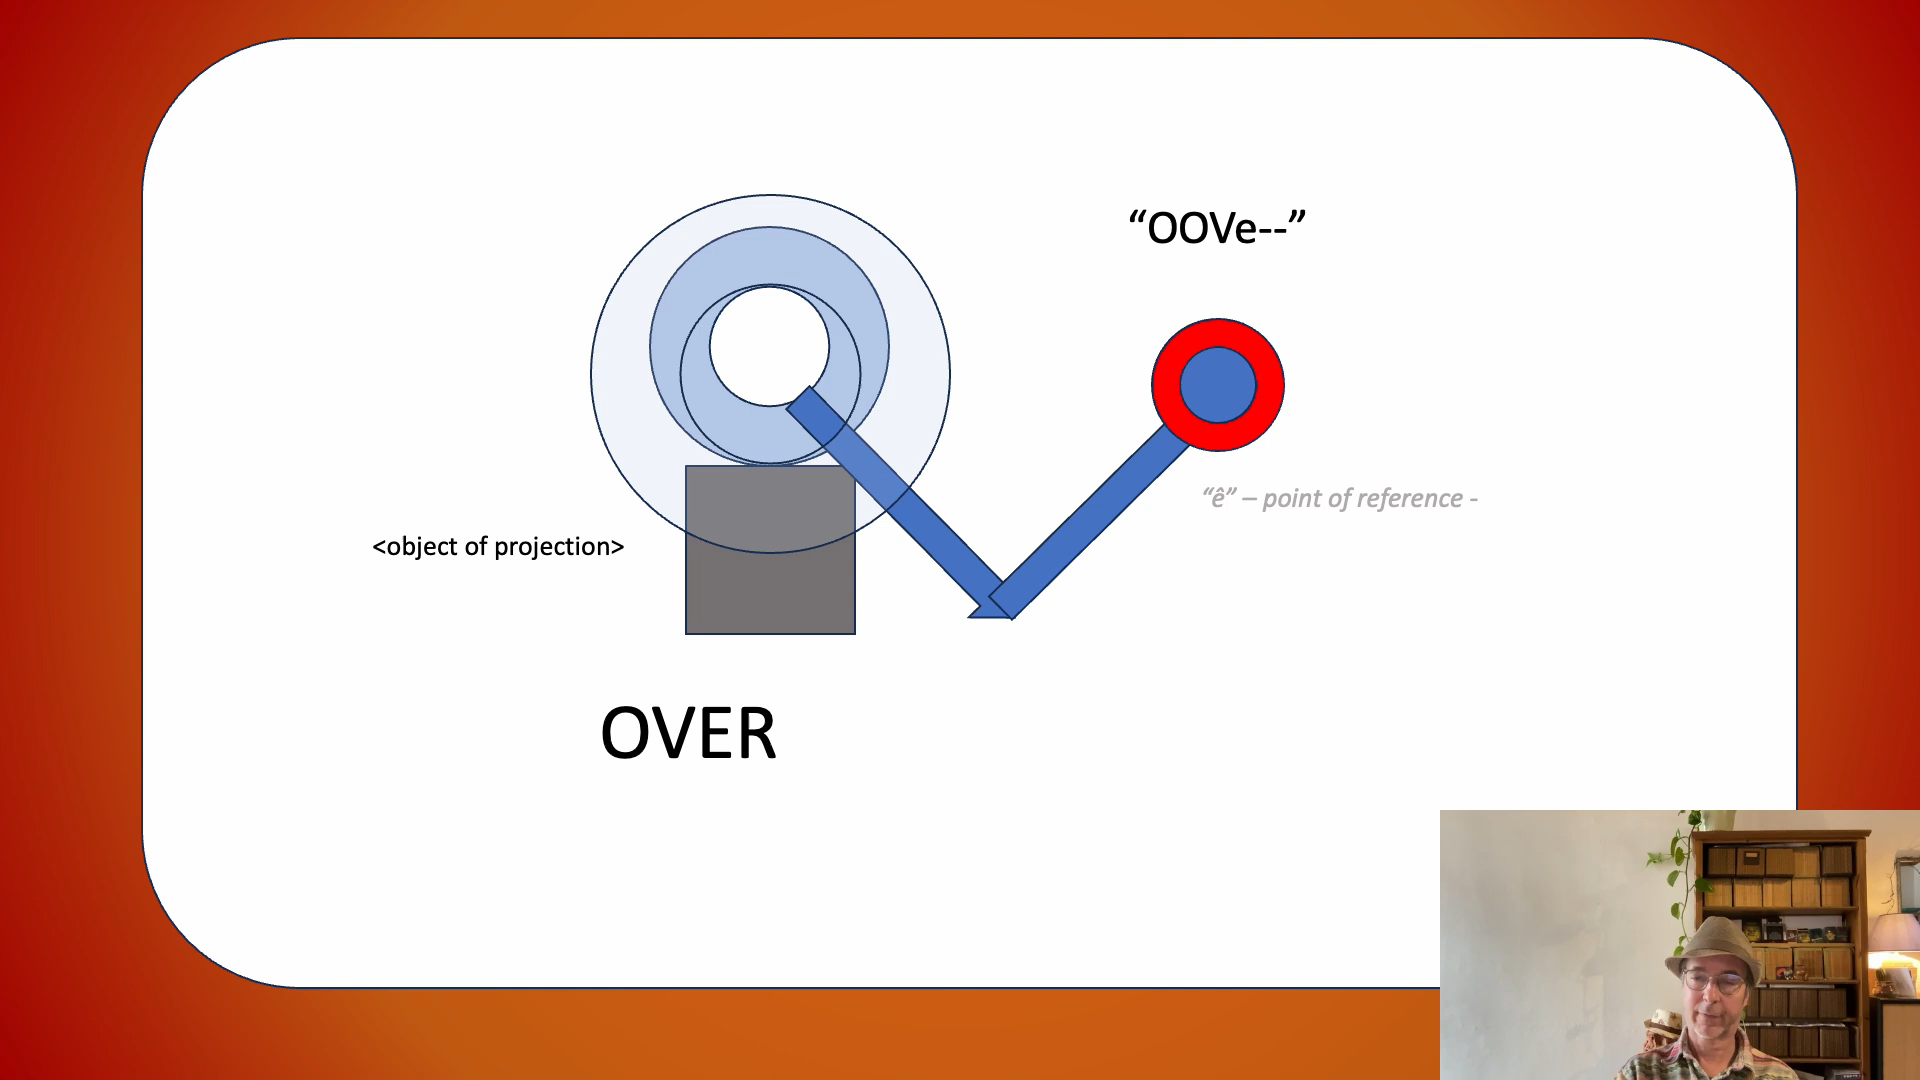 “OOVe--”
“ê” – point of reference -
<object of projection>
OVER